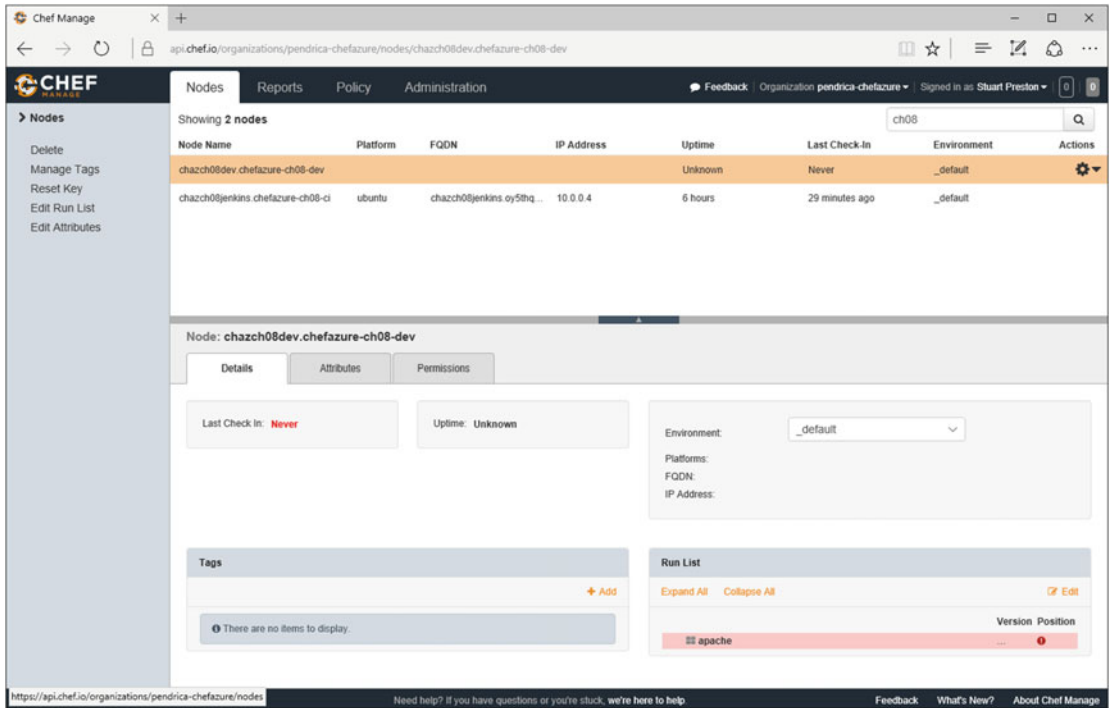 Chef Manage
api.chef.io/organizations/pendrica-chefazure/nodes/chazch08dev.chefazure-ch08-dev
CHEF MANAGE
Nodes Reports Policy Administration
Feedback Organization pendrica-chefazure Signed in as Stuart Preston 0 0
Nodes
Delete
Manage Tags
Reset Key
Edit Run List
Edit Attributes
Showing 2 nodes ch08
Node Name Platform FQDN IP Address Uptime Last Check-In Environment Actions
chazch08dev.chefazure-ch08-dev Unknown Never _default
chazch08jenkins.chefazure-ch08-ci ubuntu chazch08jenkins.oy5thq... 10.0.0.4 6 hours 29 minutes ago _default
Node: chazch08dev.chefazure-ch08-dev
Details Attributes Permissions
Last Check In: Never
Uptime: Unknown
Environment: _default
Platforms:
FQDN:
IP Address:
Tags
+ Add
There are no items to display.
Run List
Expand All Collapse All Edit
Version Position
apache ...
https://api.chef.io/organizations/pendrica-chefazure/nodes
Need help? If you have questions or you're stuck, we're here to help.
Feedback What's New? About Chef Manage